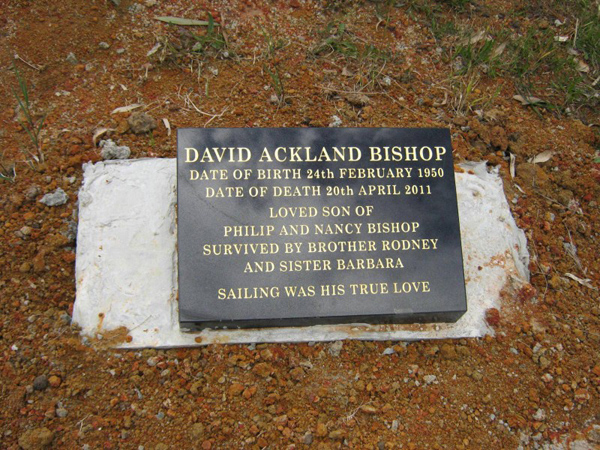 DAVID ACKLAND BISHOP
DATE OF BIRTH 24th FEBRUARY 1950
DATE OF DEATH 20th APRIL 2011
LOVED SON OF
PHILIP AND NANCY BISHOP
SURVIVED BY BROTHER RODNEY
AND SISTER BARBARA
SAILING WAS HIS TRUE LOVE